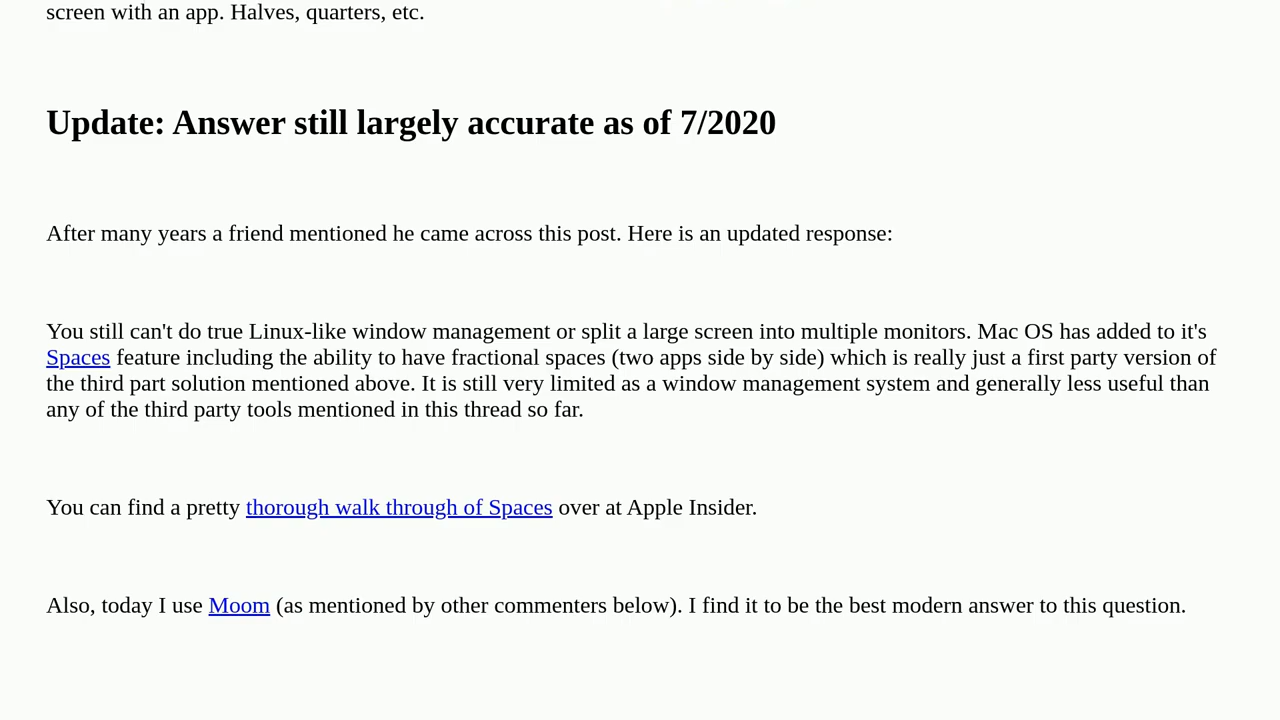 screen with an app. Halves, quarters, etc.
Update: Answer still largely accurate as of 7/2020
After many years a friend mentioned he came across this post. Here is an updated response:
You still can't do true Linux-like window management or split a large screen into multiple monitors. Mac OS has added to it's
Spaces feature including the ability to have fractional spaces (two apps side by side) which is really just a first party version of
the third part solution mentioned above. It is still very limited as a window management system and generally less useful than
any of the third party tools mentioned in this thread so far.
You can find a pretty thorough walk through of Spaces over at Apple Insider.
Also, today I use Moom (as mentioned by other commenters below). I find it to be the best modern answer to this question.